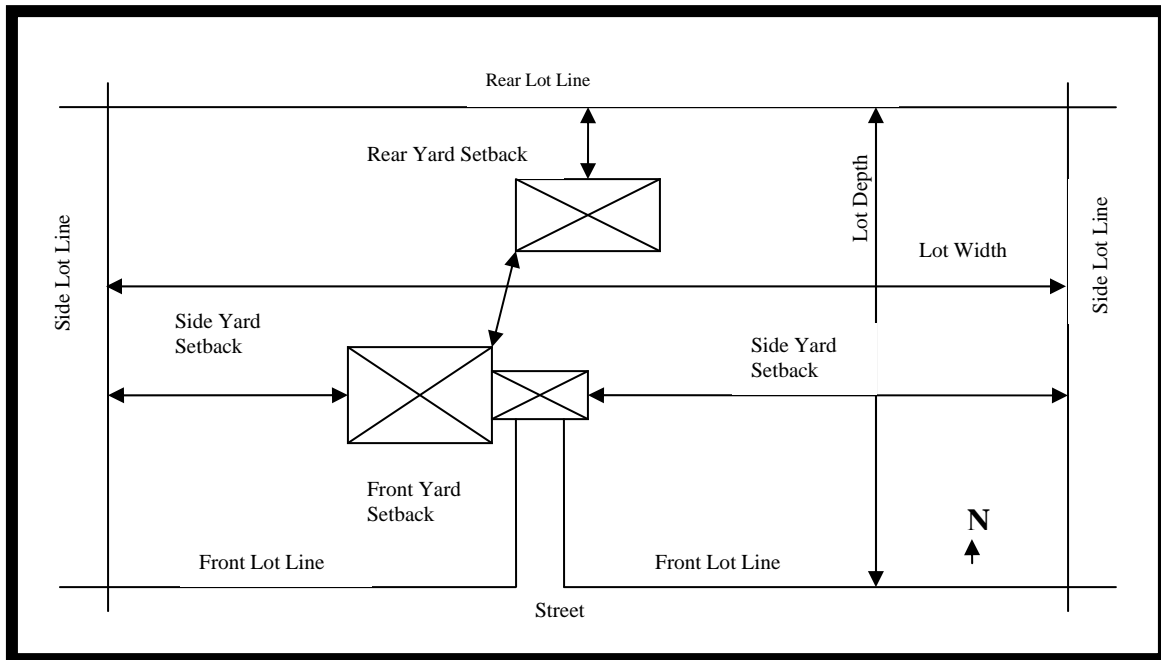 Rear Lot Line
Rear Yard Setback
Lot Depth
Side Lot Line
Lot Width
Side Lot Line
Side Yard
Setback
Side Yard
Setback
Front Yard
Setback
N
Front Lot Line
Front Lot Line
Street